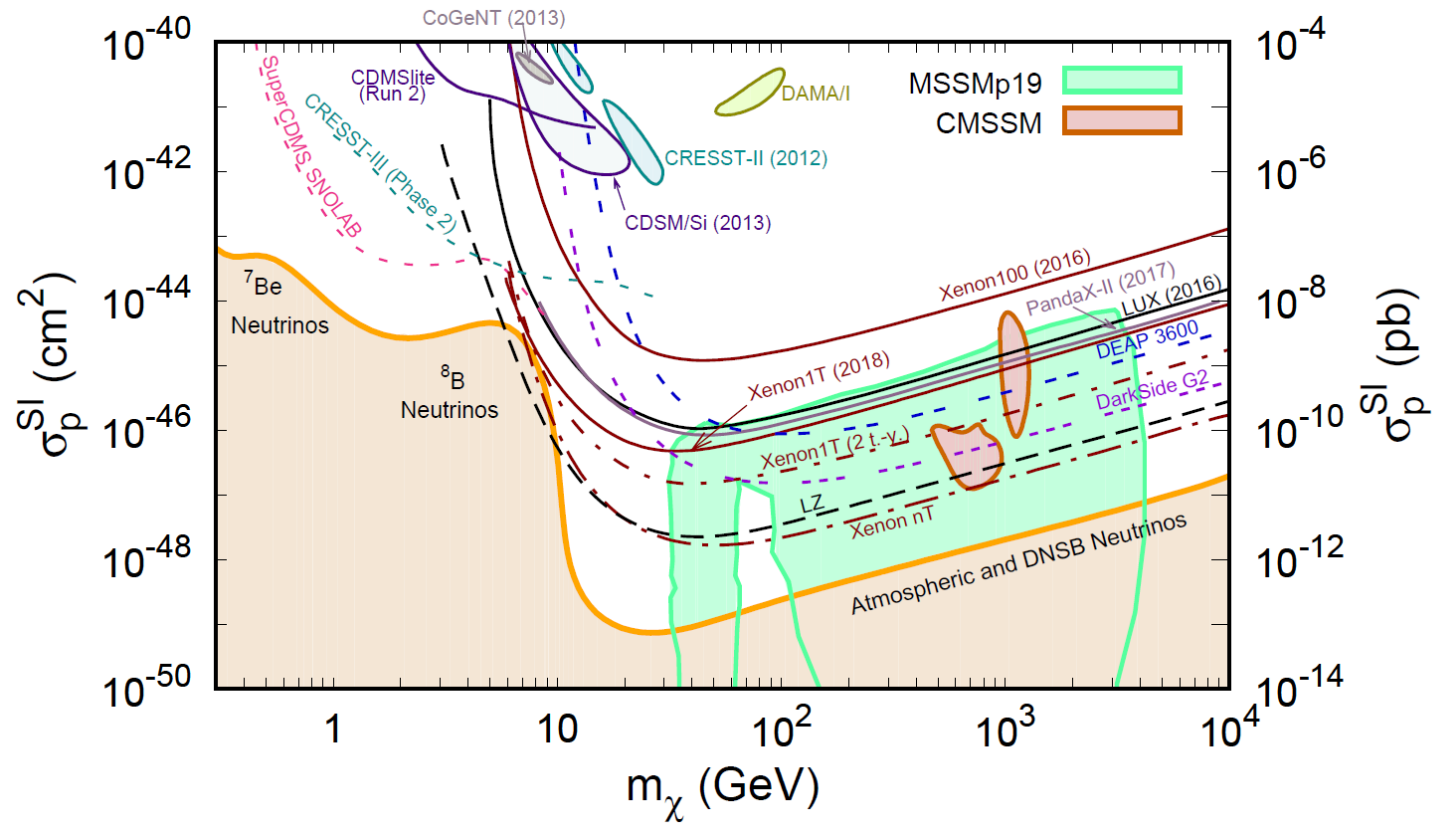 CoGeNT (2013)
10⁻⁴⁰
10⁻⁴
CDMSlite
(Run 2)
DAMA/I
MSSMp19
CMSSM
SuperCDMS SNOLAB
CRESST-III (Phase 2)
10⁻⁴²
CRESST-II (2012)
10⁻⁶
CDSM/Si (2013)
Xenon100 (2016)
PandaX-II (2017)
LUX (2016)
10⁻⁴⁴
10⁻⁸
⁷Be
Neutrinos
DEAP 3600
Xenon1T (2018)
⁸B
Neutrinos
DarkSide G2
10⁻⁴⁶
10⁻¹⁰
Xenon1T (2 t.-y.)
LZ
Xenon nT
10⁻⁴⁸
10⁻¹²
Atmospheric and DNSB Neutrinos
10⁻⁵⁰
10⁻¹⁴
1
10
10²
10³
10⁴
mᵪ (GeV)
σₚˢᴵ (cm²)
σₚˢᴵ (pb)